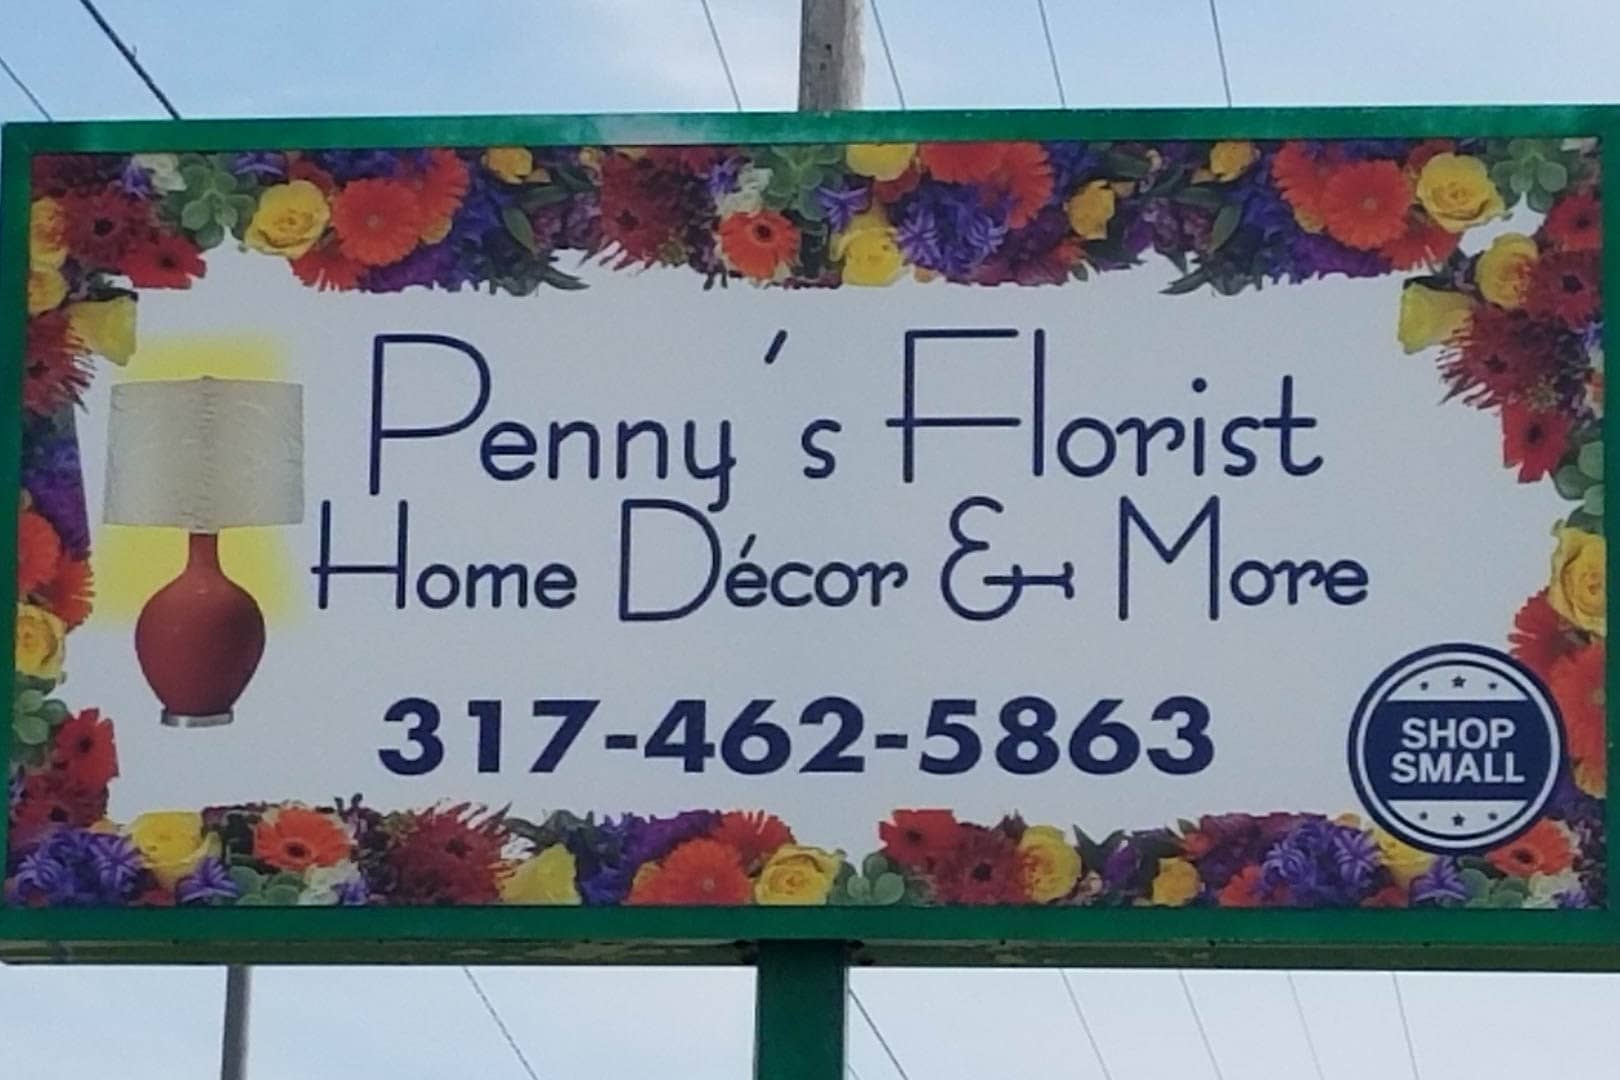 Penny's Florist
Home Décor & More
317-462-5863
SHOP
SMALL